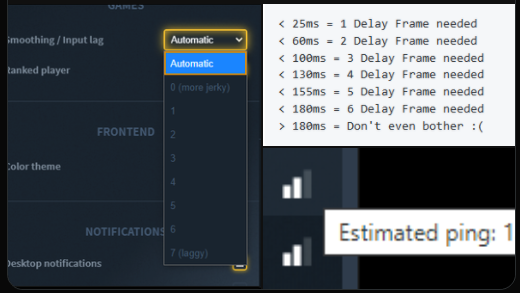 GAMES
Smoothing / Input lag
Automatic
Automatic
Ranked player
0 (more jerky)
1
2
FRONTEND
3
Color theme
4
5
NOTIFICATIONS
6
7 (laggy)
Desktop notifications
< 25ms = 1 Delay Frame needed
< 60ms = 2 Delay Frame needed
< 100ms = 3 Delay Frame needed
< 130ms = 4 Delay Frame needed
< 155ms = 5 Delay Frame needed
< 180ms = 6 Delay Frame needed
> 180ms = Don't even bother :(
Estimated ping: 1